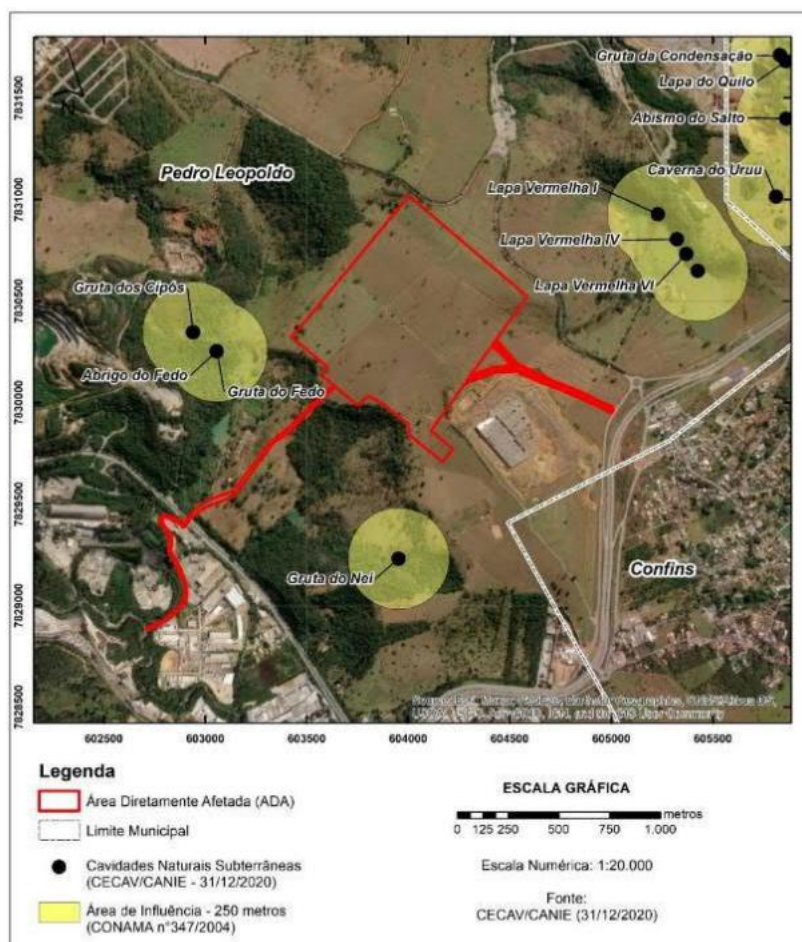 Gruta da Condensação
Lapa do Quilo
Abismo do Salto
Caverna do Uruu
Pedro Leopoldo
Lapa Vermelha I
Lapa Vermelha IV
Lapa Vermelha VI
Gruta dos Cipós
Abrigo do Fedo
Gruta do Fedo
Gruta do Nei
Confins
7831500
7831000
7830500
7830000
7829500
7829000
7828500
602500 603000 603500 604000 604500 605000 605500
Legenda
Área Diretamente Afetada (ADA)
Limite Municipal
Cavidades Naturais Subterrâneas
(CECAV/CANIE - 31/12/2020)
Área de Influência - 250 metros
(CONAMA n°347/2004)
ESCALA GRÁFICA
metros
0 125 250 500 750 1.000
Escala Numérica: 1:20.000
Fonte:
CECAV/CANIE (31/12/2020)